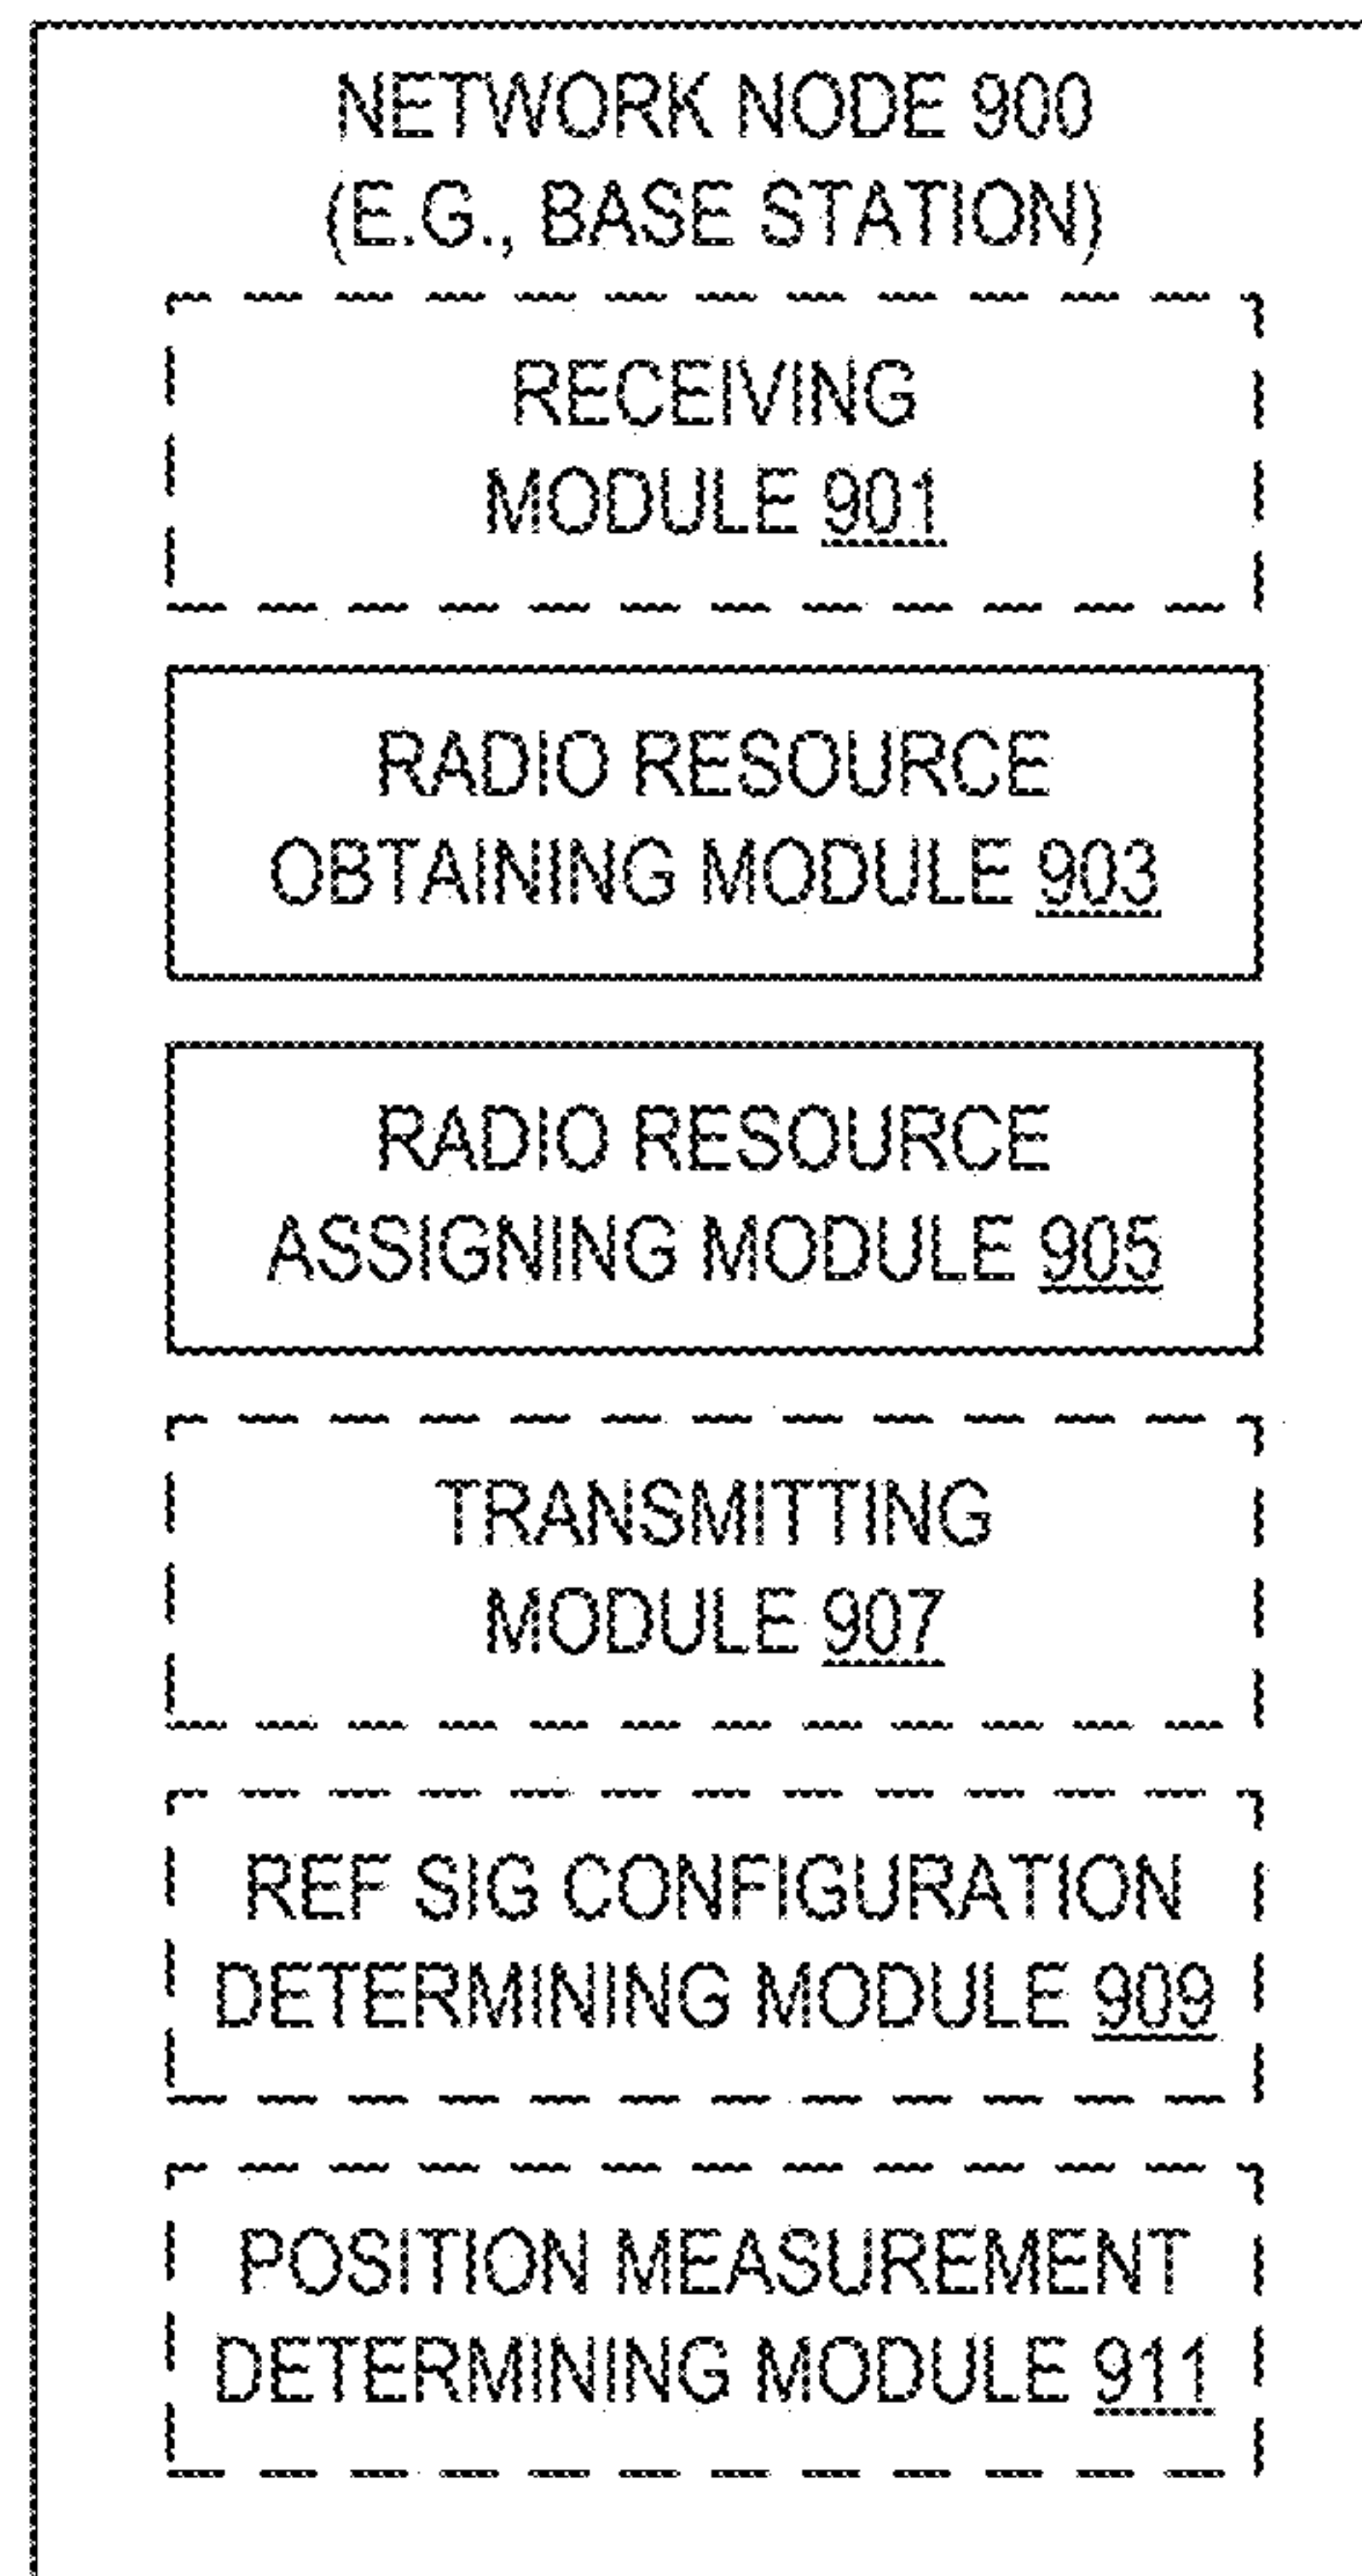 NETWORK NODE 900
(E.G., BASE STATION)
RECEIVING
MODULE 901
RADIO RESOURCE
OBTAINING MODULE 903
RADIO RESOURCE
ASSIGNING MODULE 905
TRANSMITTING
MODULE 907
REF SIG CONFIGURATION
DETERMINING MODULE 909
POSITION MEASUREMENT
DETERMINING MODULE 911